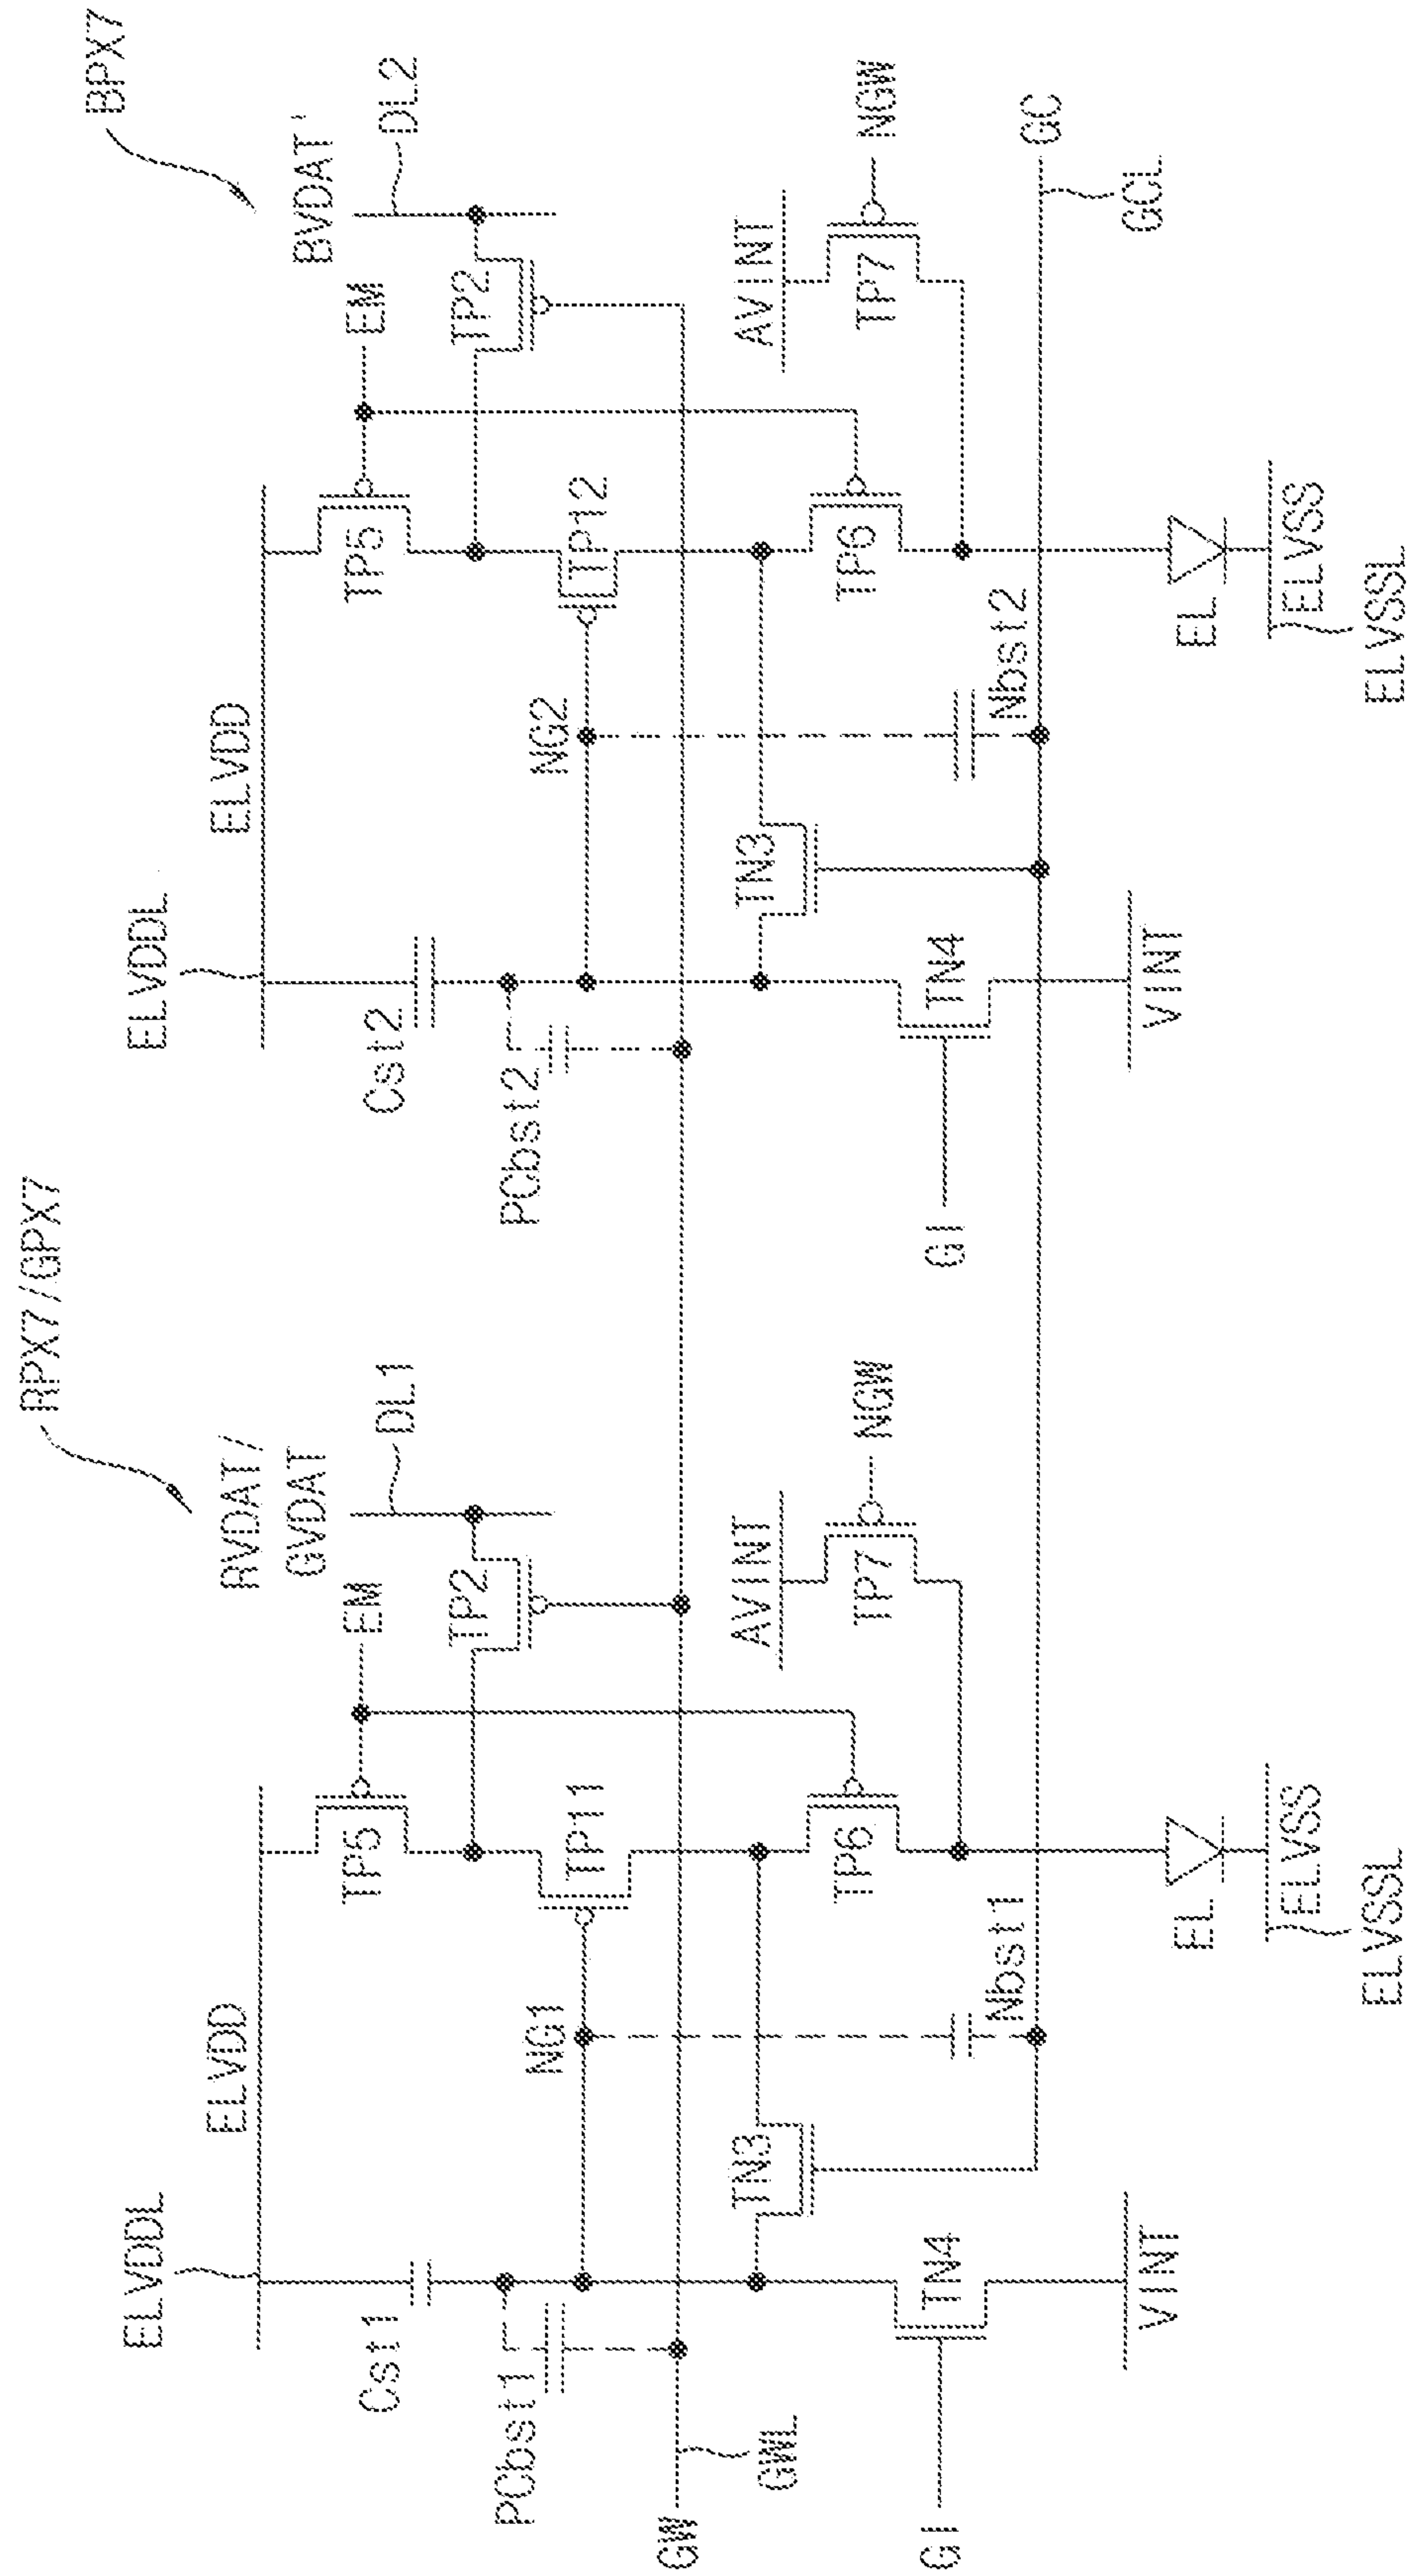 RPX7/GPX7
ELVDDL
ELVDD
RVDAT/
GVDAT
Cst1
TP5
EM
DL1
PCbst1
NG1
TP11
TP2
GW
GWL
TN3
TP6
AVINT
TP7
NGW
GI
TN4
Nbst1
VINT
EL
ELVSS
ELVSSL
BPX7
ELVDDL
ELVDD
BVDAT'
Cst2
TP5
EM
DL2
PCbst2
NG2
TP12
TP2
TN3
TP6
AVINT
TP7
NGW
GI
TN4
Nbst2
GC
GCL
VINT
EL
ELVSS
ELVSSL